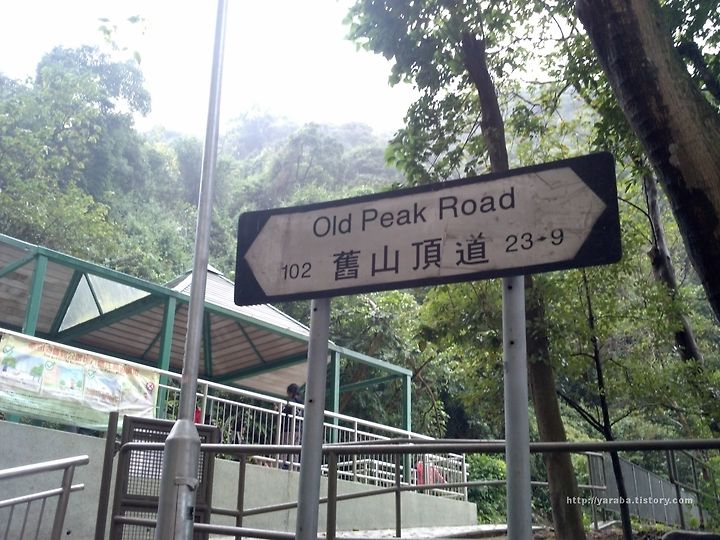 Old Peak Road
102 舊山頂道 23-9
http://yaraba.tistory.com